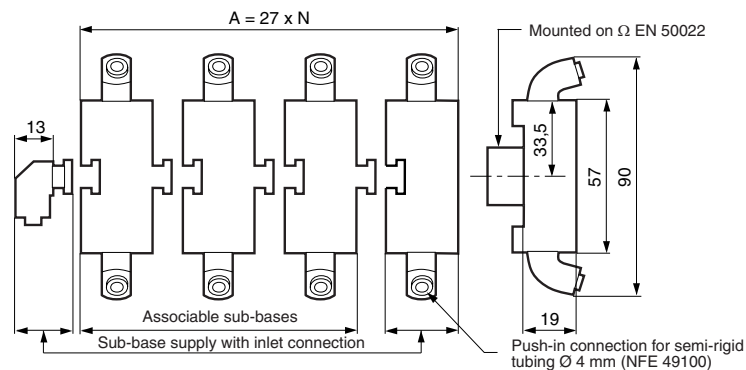 A = 27 x N
Mounted on Ω EN 50022
13
33,5
57
90
Associable sub-bases
19
Sub-base supply with inlet connection
Push-in connection for semi-rigid
tubing Ø 4 mm (NFE 49100)